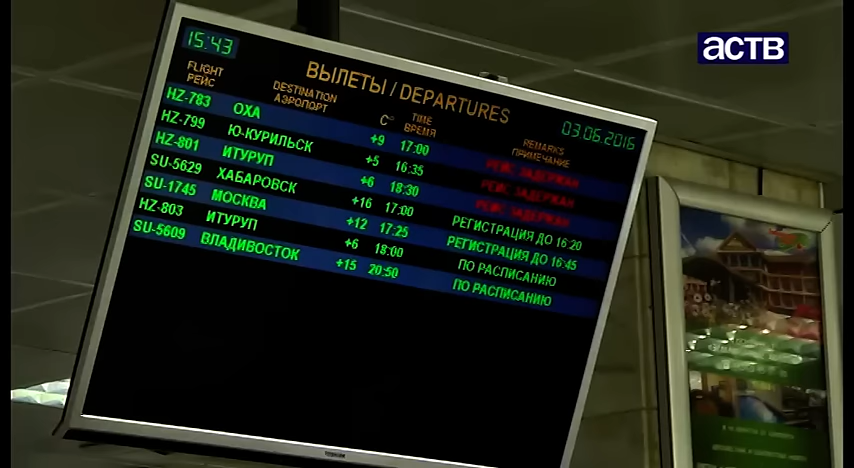 аств
15:43
ВЫЛЕТЫ / DEPARTURES
03.06.2016
FLIGHT РЕЙС DESTINATION АЭРОПОРТ C° TIME ВРЕМЯ REMARKS ПРИМЕЧАНИЕ
HZ-783 ОХА +9 17:00 РЕЙС ЗАДЕРЖАН
HZ-799 Ю-КУРИЛЬСК +5 16:35 РЕЙС ЗАДЕРЖАН
HZ-801 ИТУРУП +6 18:30 РЕЙС ЗАДЕРЖАН
SU-5629 ХАБАРОВСК +16 17:00 РЕГИСТРАЦИЯ ДО 16:20
SU-1745 МОСКВА +12 17:25 РЕГИСТРАЦИЯ ДО 16:45
HZ-803 ИТУРУП +6 18:00 ПО РАСПИСАНИЮ
SU-5609 ВЛАДИВОСТОК +15 20:50 ПО РАСПИСАНИЮ
TOSHIBA